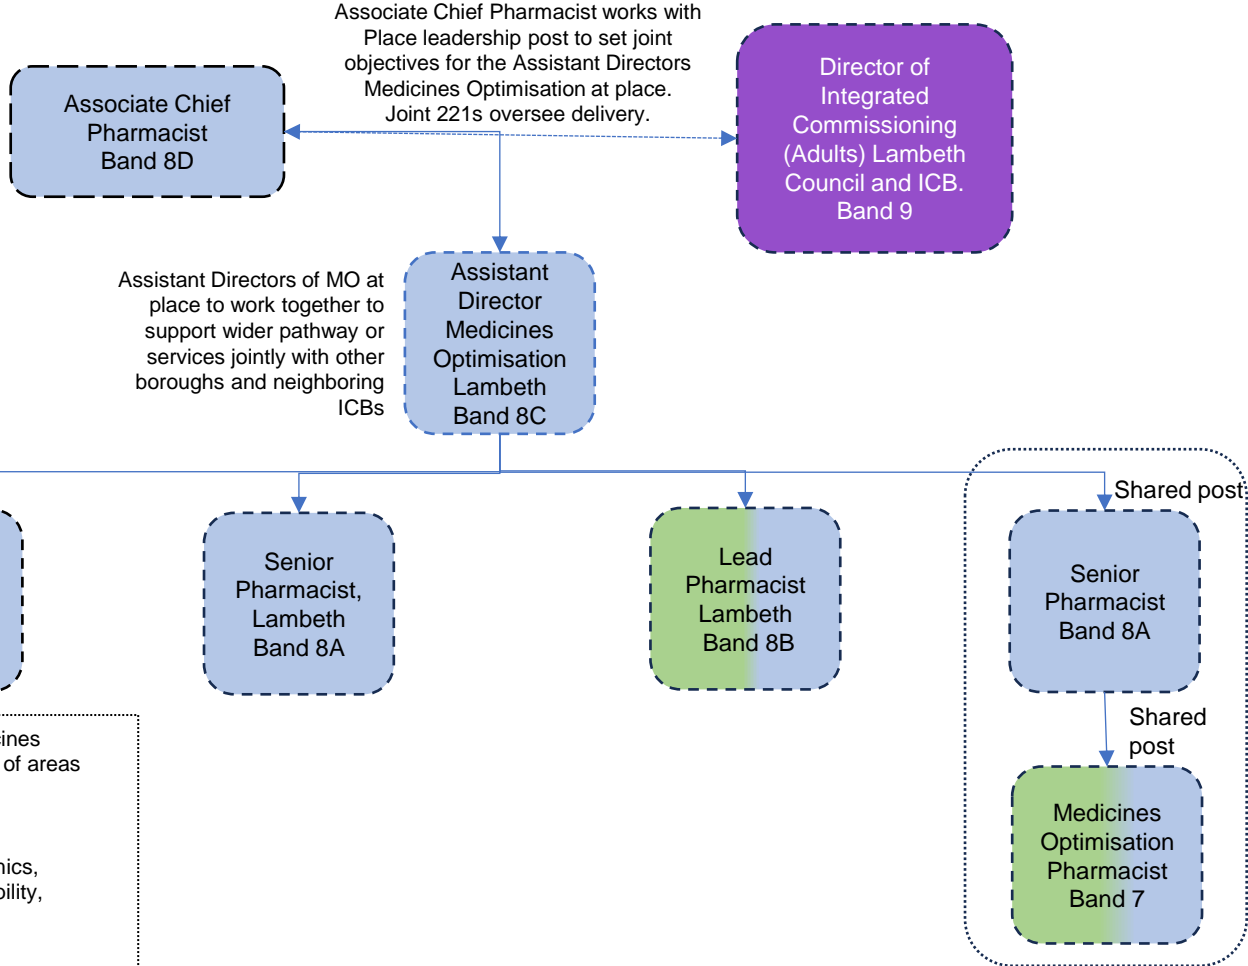 Associate Chief Pharmacist works with
Place leadership post to set joint
objectives for the Assistant Directors
Medicines Optimisation at place.
Joint 221s oversee delivery.
Associate Chief
Pharmacist
Band 8D
Director of
Integrated
Commissioning
(Adults) Lambeth
Council and ICB.
Band 9
Assistant Directors of MO at
place to work together to
support wider pathway or
services jointly with other
boroughs and neighboring
ICBs
Assistant
Director
Medicines
Optimisation
Lambeth
Band 8C
Senior
Pharmacist,
Lambeth
Band 8A
Lead
Pharmacist
Lambeth
Band 8B
Shared post
Senior
Pharmacist
Band 8A
Shared
post
Medicines
Optimisation
Pharmacist
Band 7
of areas